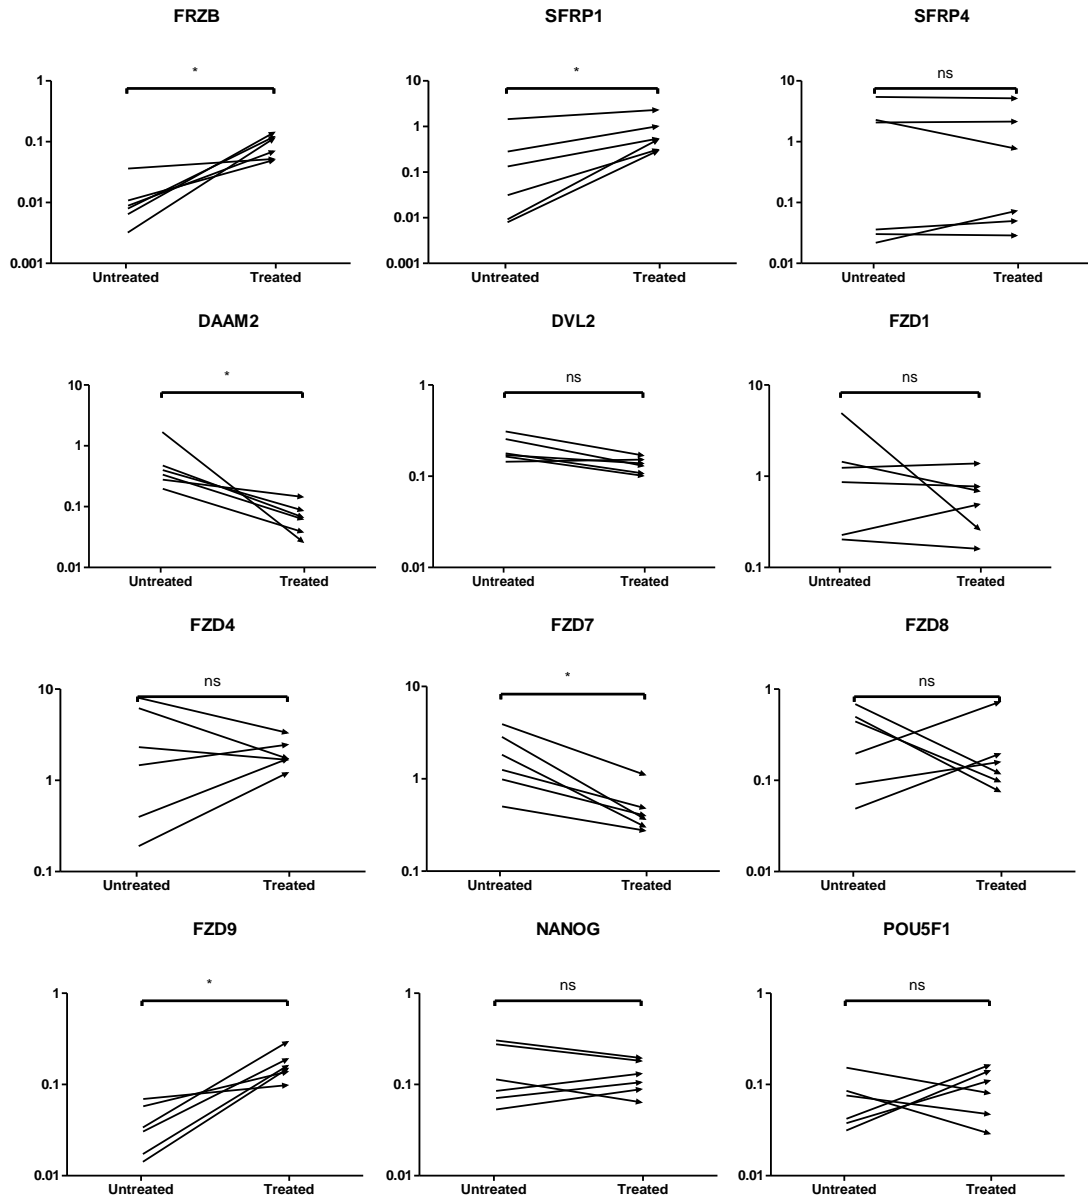 FRZB
SFRP1
SFRP4
*
*
ns
1
0.1
0.01
0.001
10
1
0.1
0.01
0.001
10
1
0.1
0.01
Untreated Treated
Untreated Treated
Untreated Treated
DAAM2
DVL2
FZD1
*
ns
ns
10
1
0.1
0.01
1
0.1
0.01
10
1
0.1
Untreated Treated
Untreated Treated
Untreated Treated
FZD4
FZD7
FZD8
ns
*
ns
10
1
0.1
10
1
0.1
1
0.1
0.01
Untreated Treated
Untreated Treated
Untreated Treated
FZD9
NANOG
POU5F1
*
ns
ns
1
0.1
0.01
1
0.1
0.01
1
0.1
0.01
Untreated Treated
Untreated Treated
Untreated Treated